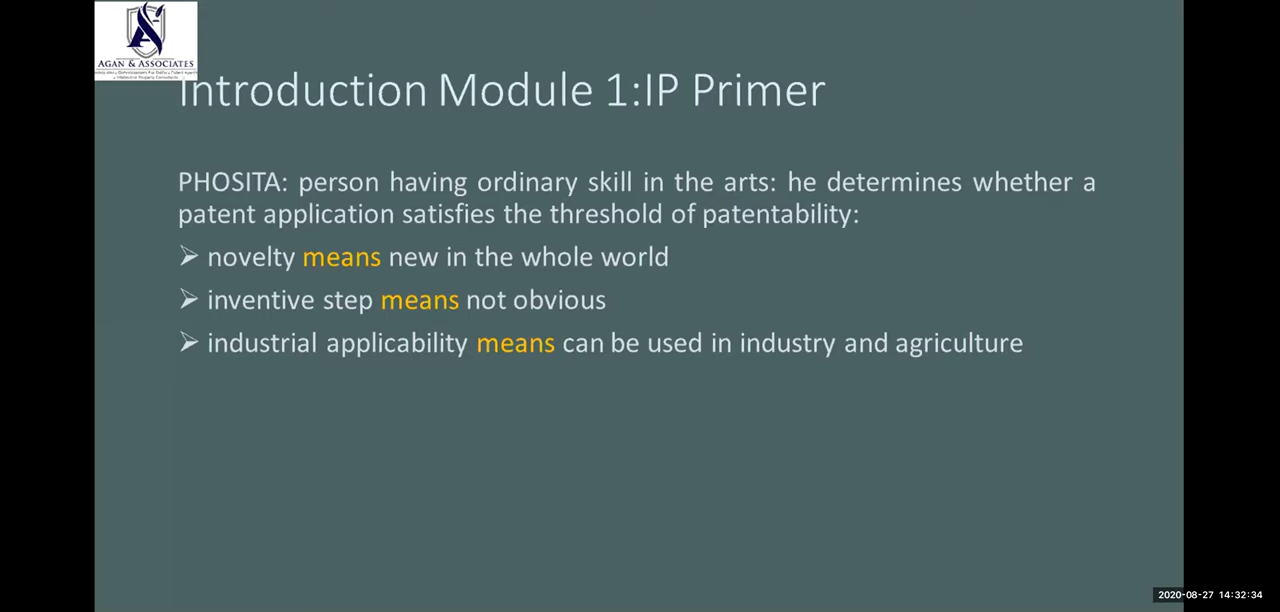 AGAN & ASSOCIATES
Introduction Module 1:IP Primer
PHOSITA: person having ordinary skill in the arts: he determines whether a
patent application satisfies the threshold of patentability:
➢ novelty means new in the whole world
➢ inventive step means not obvious
➢ industrial applicability means can be used in industry and agriculture
2020-08-27 14:32:34